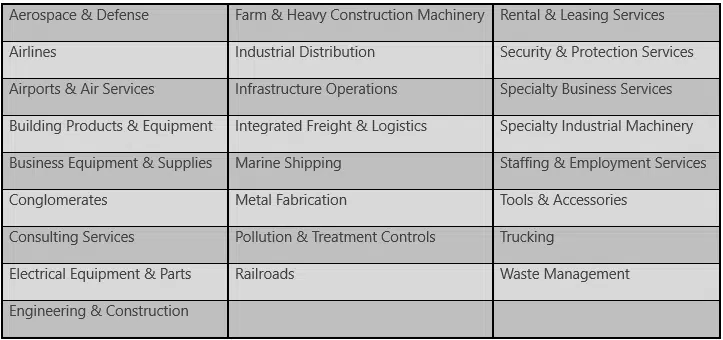 Aerospace & Defense
Farm & Heavy Construction Machinery
Rental & Leasing Services
Airlines
Industrial Distribution
Security & Protection Services
Airports & Air Services
Infrastructure Operations
Specialty Business Services
Building Products & Equipment
Integrated Freight & Logistics
Specialty Industrial Machinery
Business Equipment & Supplies
Marine Shipping
Staffing & Employment Services
Conglomerates
Metal Fabrication
Tools & Accessories
Consulting Services
Pollution & Treatment Controls
Trucking
Electrical Equipment & Parts
Railroads
Waste Management
Engineering & Construction